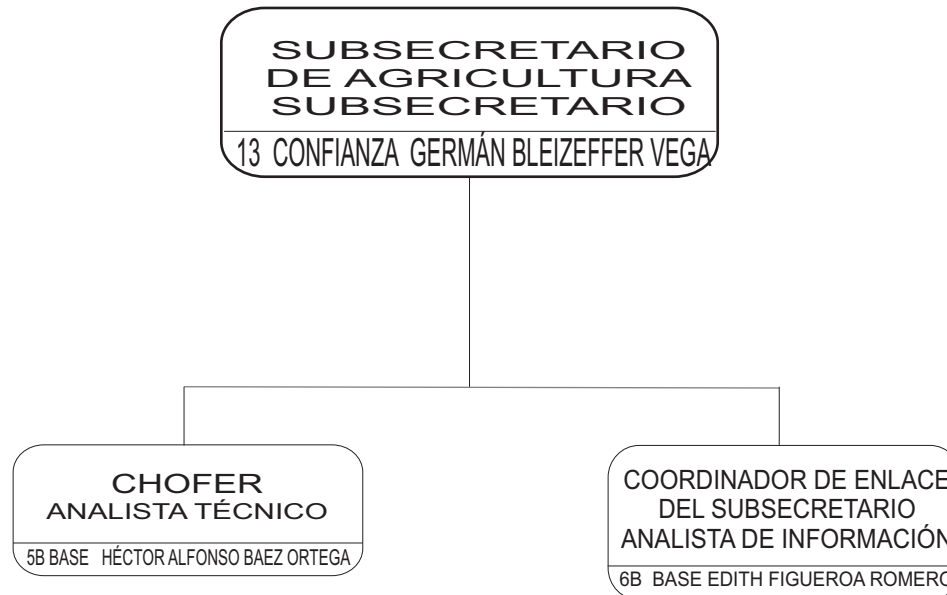 SUBSECRETARIO
DE AGRICULTURA
SUBSECRETARIO
13 CONFIANZA GERMÁN BLEIZEFFER VEGA
CHOFER
ANALISTA TÉCNICO
5B BASE HÉCTOR ALFONSO BAEZ ORTEGA
COORDINADOR DE ENLACE
DEL SUBSECRETARIO
ANALISTA DE INFORMACIÓN
6B BASE EDITH FIGUEROA ROMERO